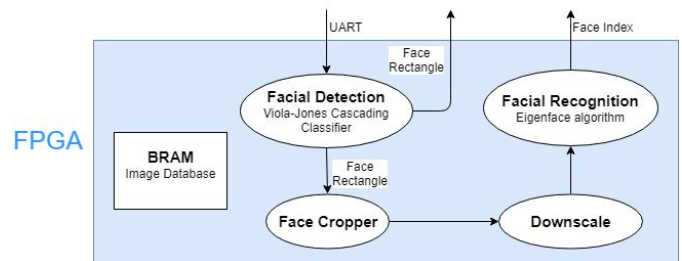 UART
Face
Rectangle
Face Index
Facial Detection
Viola-Jones Cascading
Classifier
Facial Recognition
Eigenface algorithm
FPGA
BRAM
Image Database
Face
Rectangle
Face Cropper
Downscale